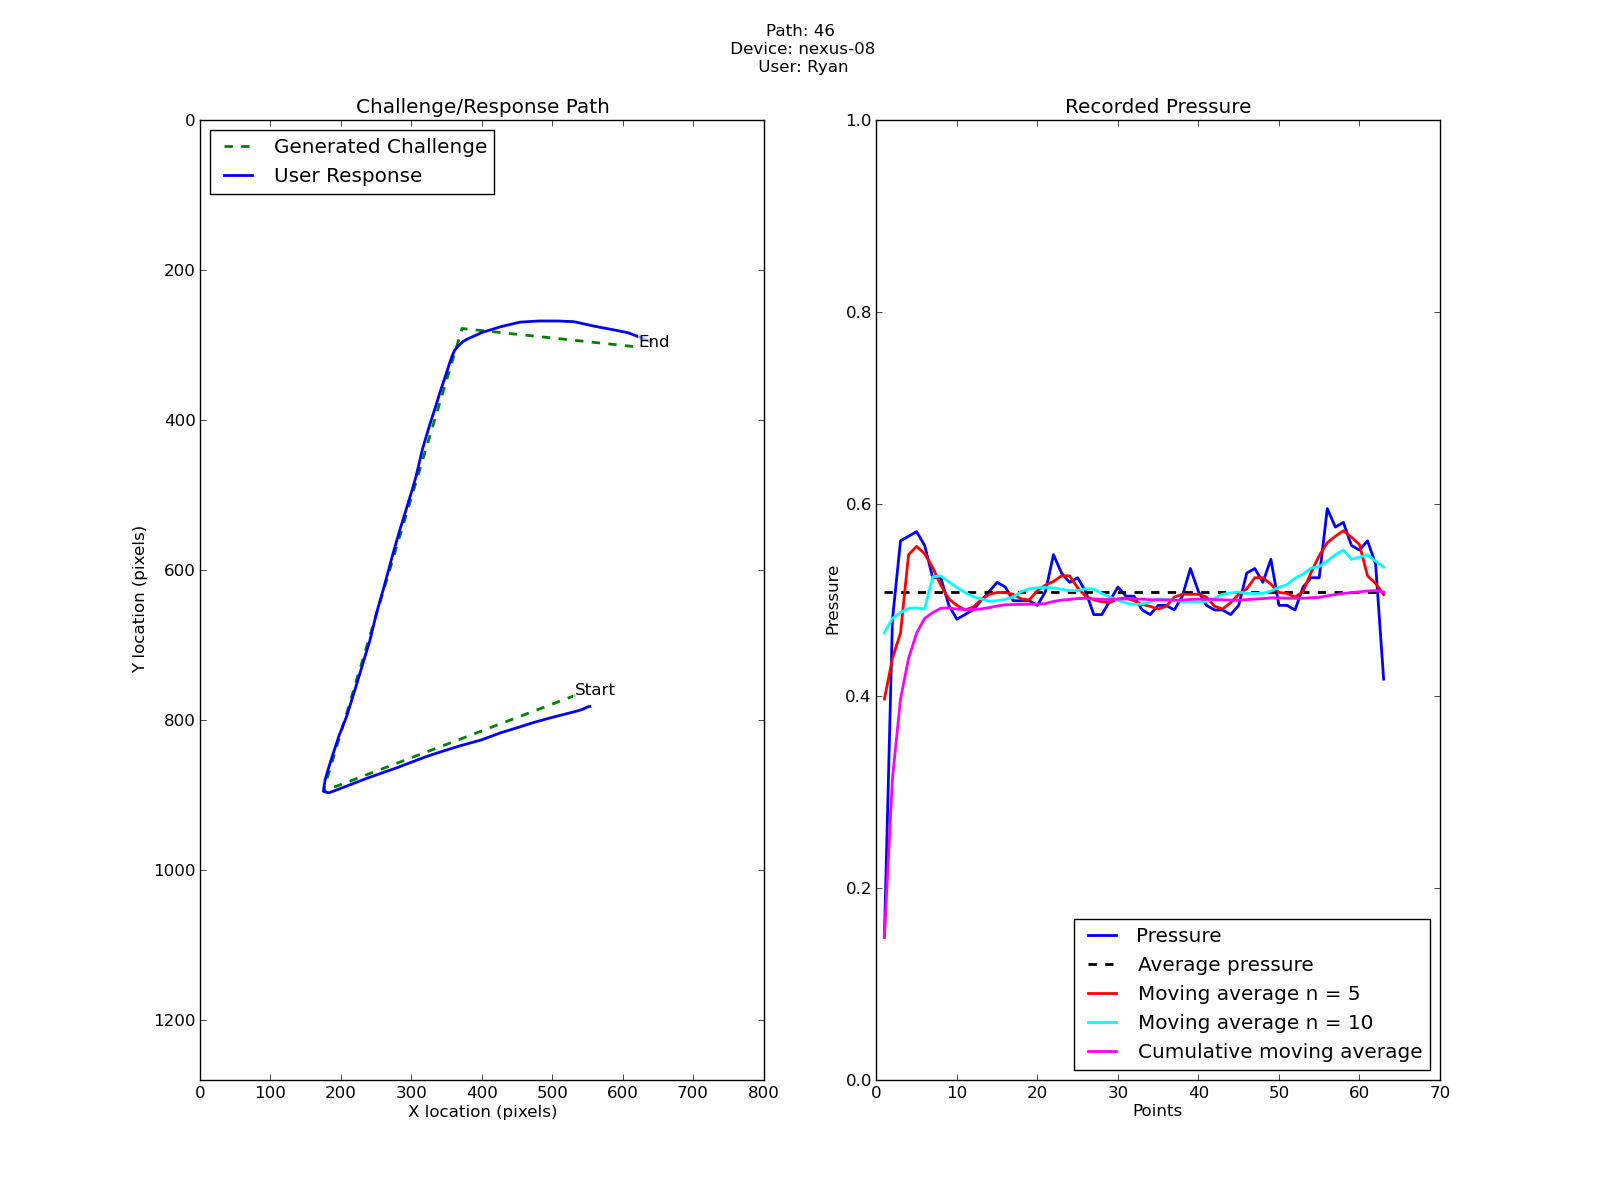 Path: 46
Device: nexus-08
User: Ryan
Challenge/Response Path
Generated Challenge
User Response
0
200
400
600
800
1000
1200
Y location (pixels)
End
Start
0 100 200 300 400 500 600 700 800
X location (pixels)
Recorded Pressure
1.0
0.8
0.6
0.4
0.2
0.0
Pressure
Pressure
Average pressure
Moving average n = 5
Moving average n = 10
Cumulative moving average
0 10 20 30 40 50 60 70
Points